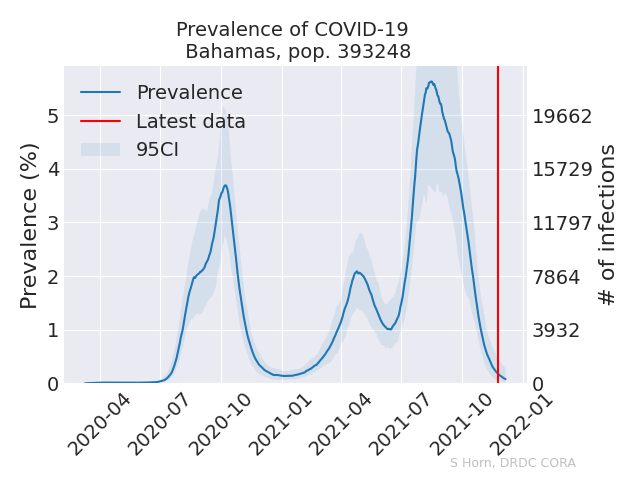 Prevalence of COVID-19
Bahamas, pop. 393248
Prevalence
Latest data
95CI
Prevalence (%)
5
4
3
2
1
0
19662
15729
11797
7864
3932
0
# of infections
2020-04
2020-07
2020-10
2021-01
2021-04
2021-07
2021-10
2022-01
S Horn, DRDC CORA